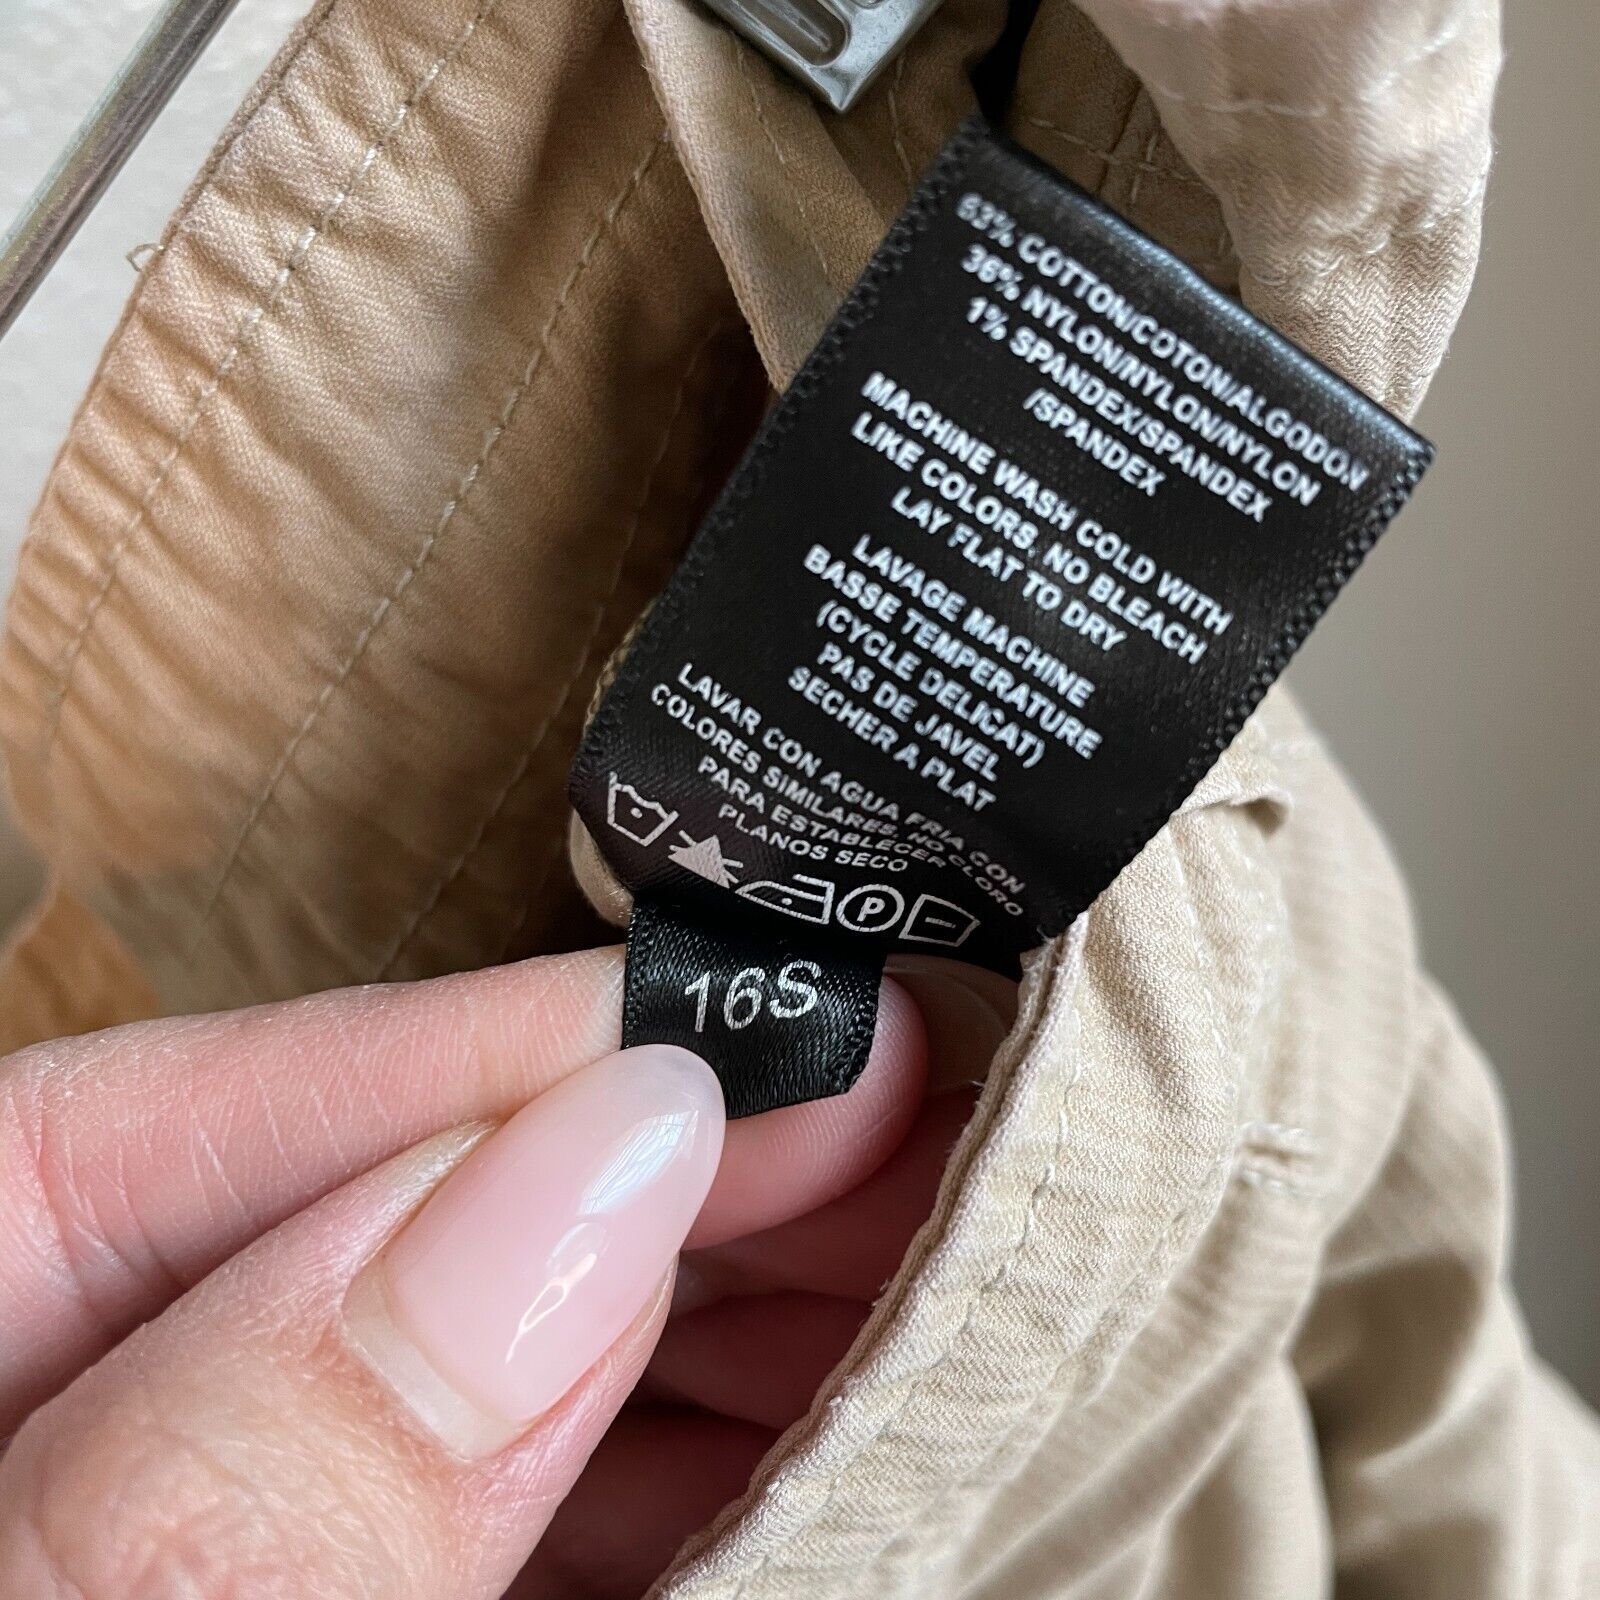 63% COTTON/COTON/ALGODON
36% NYLON/NYLON/NYLON
1% SPANDEX/SPANDEX
/SPANDEX
MACHINE WASH COLD WITH
LIKE COLORS. NO BLEACH
LAY FLAT TO DRY
LAVAGE MACHINE
BASSE TEMPERATURE
(CYCLE DELICAT)
PAS DE JAVEL
SECHER A PLAT
LAVAR CON AGUA FRIA CON
COLORES SIMILARES. NO CLORO
PARA ESTABLECER
PLANOS SECO
P
16S